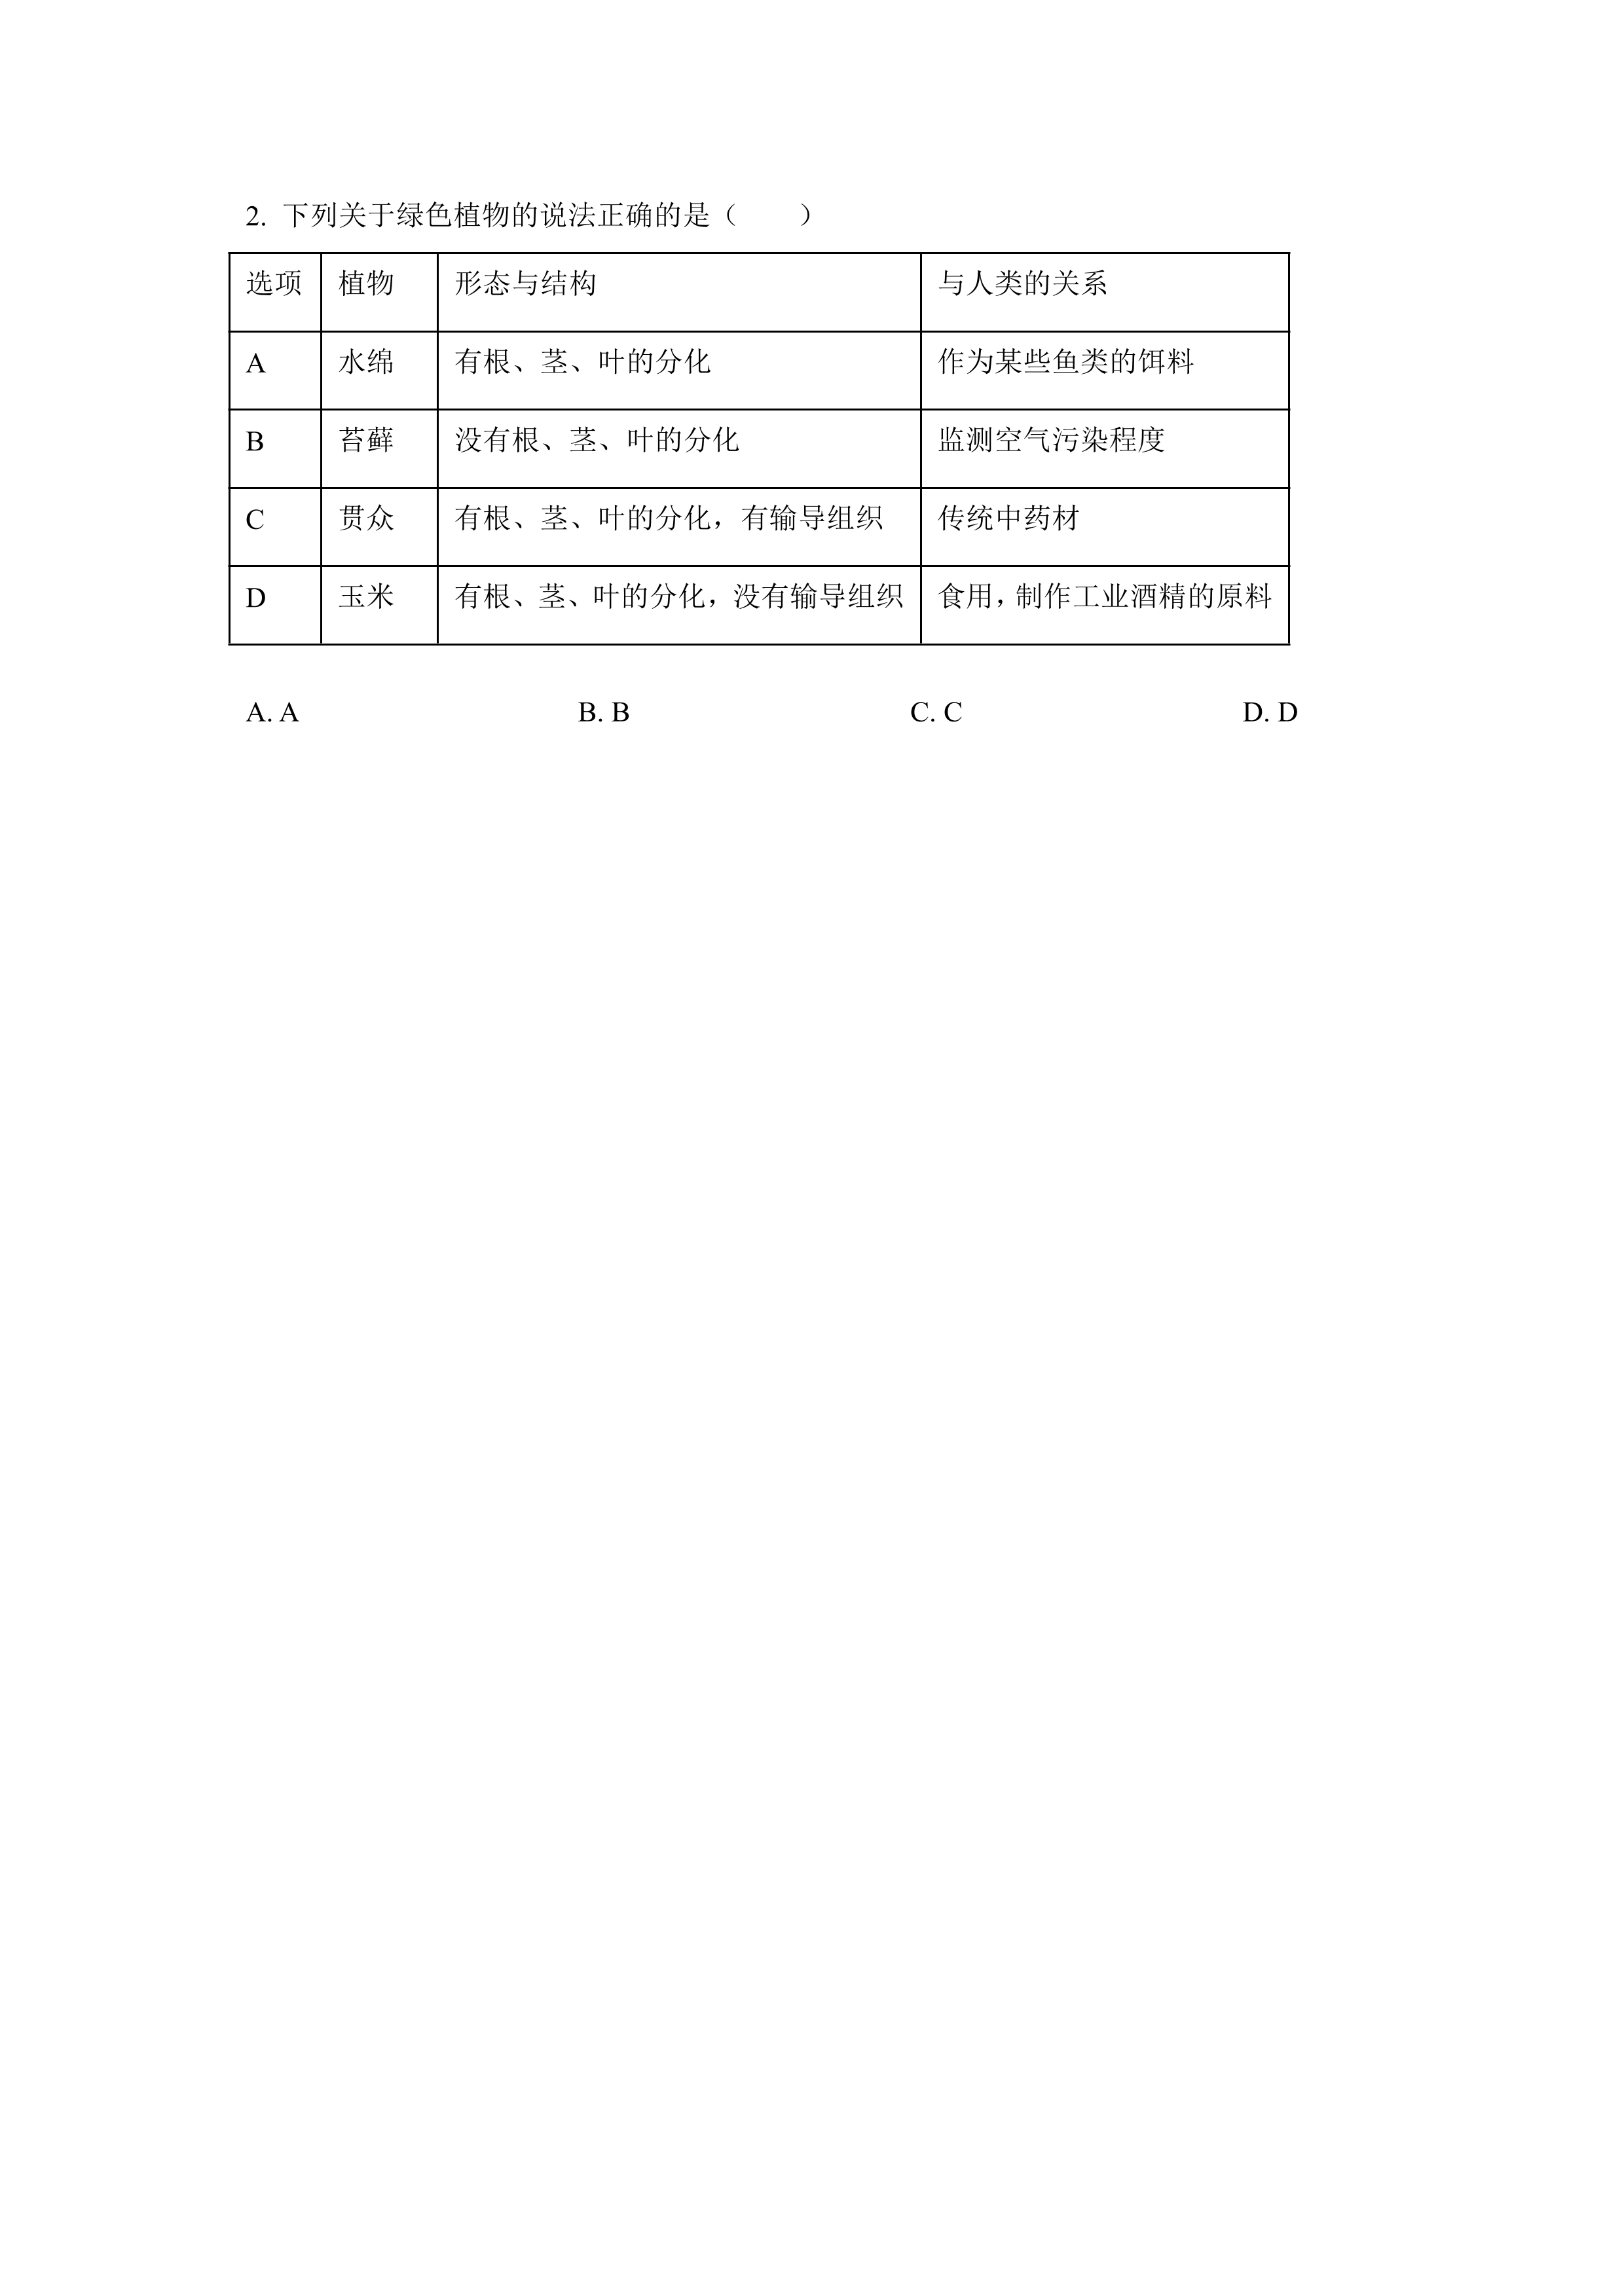 2. 下列关于绿色植物的说法正确的是（　　）
选项 植物 形态与结构 与人类的关系
A 水绵 有根、茎、叶的分化 作为某些鱼类的饵料
B 苔藓 没有根、茎、叶的分化 监测空气污染程度
C 贯众 有根、茎、叶的分化，有输导组织 传统中药材
D 玉米 有根、茎、叶的分化，没有输导组织 食用，制作工业酒精的原料
A. A B. B C. C D. D